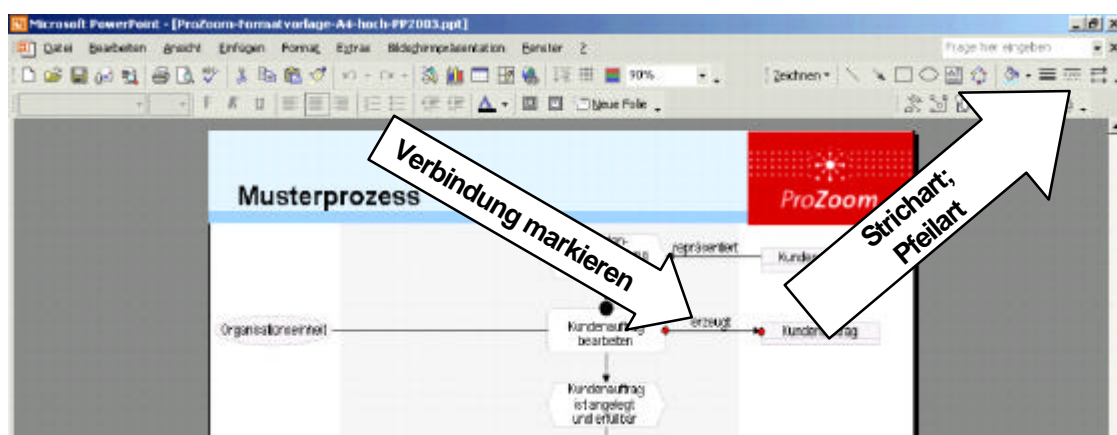 Microsoft PowerPoint - [ProZoom-Formatvorlage-A4-hoch-PP2003.ppt]
Datei Bearbeiten Ansicht Einfügen Format Extras Bildschirmpräsentation Fenster ?
Frage hier eingeben
90%
Zeichnen
F K U
Neue Folie
Musterprozess
ProZoom
Verbindung markieren
Strichart;
Pfeilart
repräsentiert
Organisationseinheit
bearbeiten
erzeugt
Kundenauftrag
ist angelegt
und erfüllbar